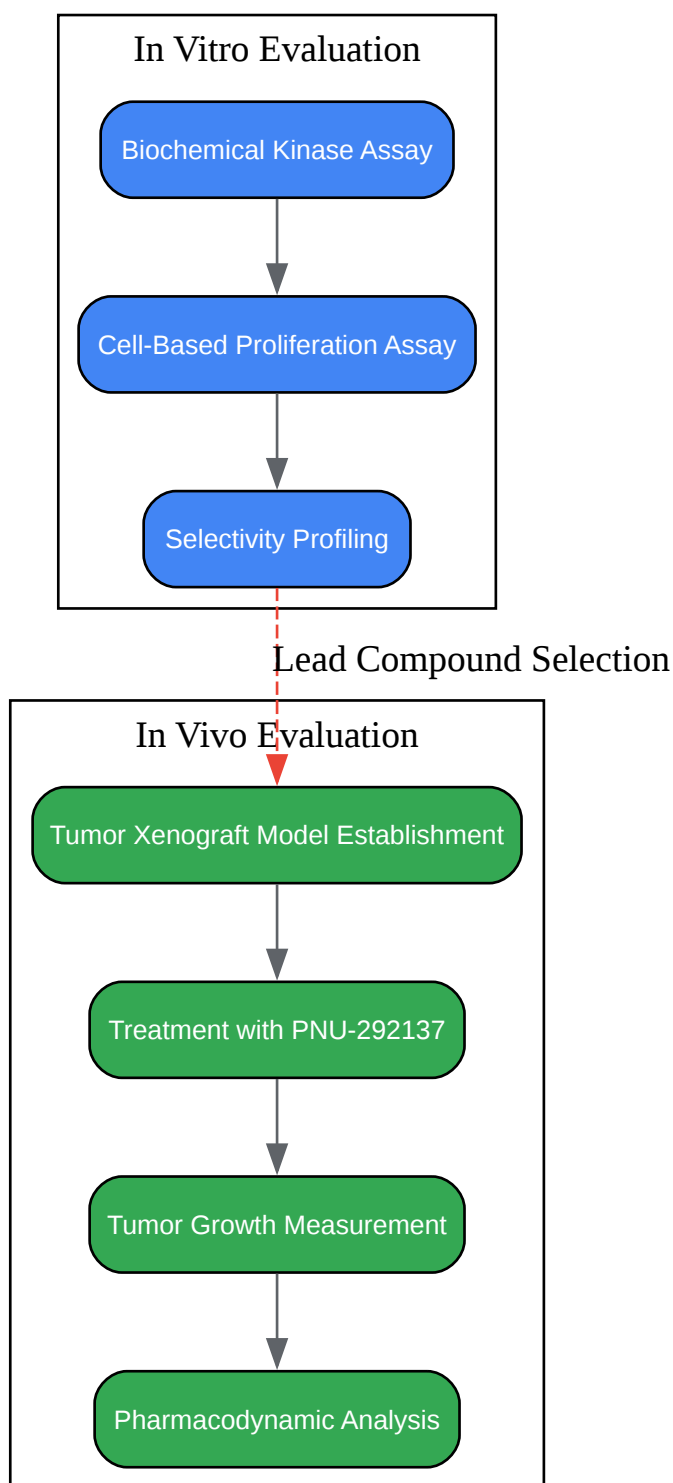 In Vitro Evaluation
Biochemical Kinase Assay
Cell-Based Proliferation Assay
Selectivity Profiling
Lead Compound Selection
In Vivo Evaluation
Tumor Xenograft Model Establishment
Treatment with PNU-292137
Tumor Growth Measurement
Pharmacodynamic Analysis